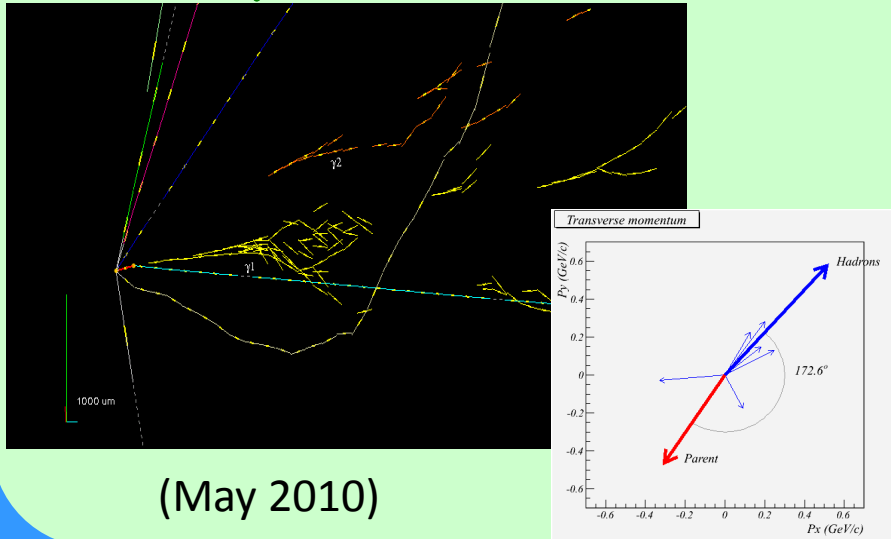 γ2
γ1
1000 um
(May 2010)
Transverse momentum
Py (GeV/c)
0.6
0.4
0.2
0
-0.2
-0.4
-0.6
Hadrons
172.6°
Parent
-0.6 -0.4 -0.2 0 0.2 0.4 0.6
Px (GeV/c)